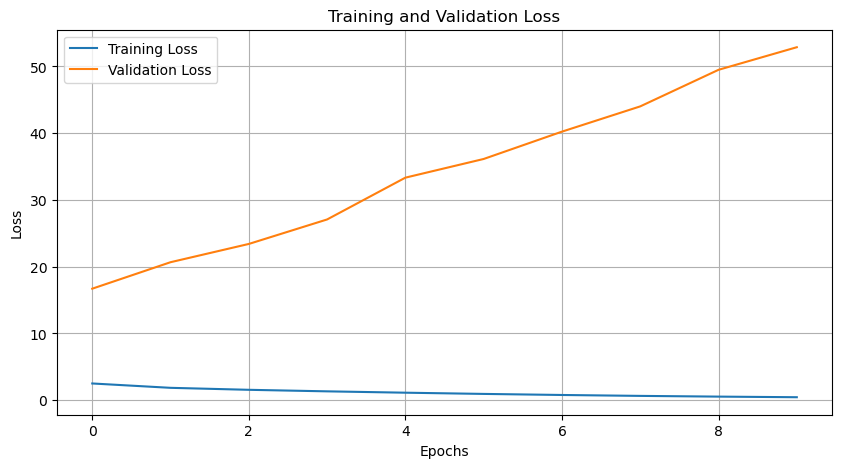 Training and Validation Loss
Training Loss
Validation Loss
50
40
30
20
10
0
Loss
0 2 4 6 8
Epochs